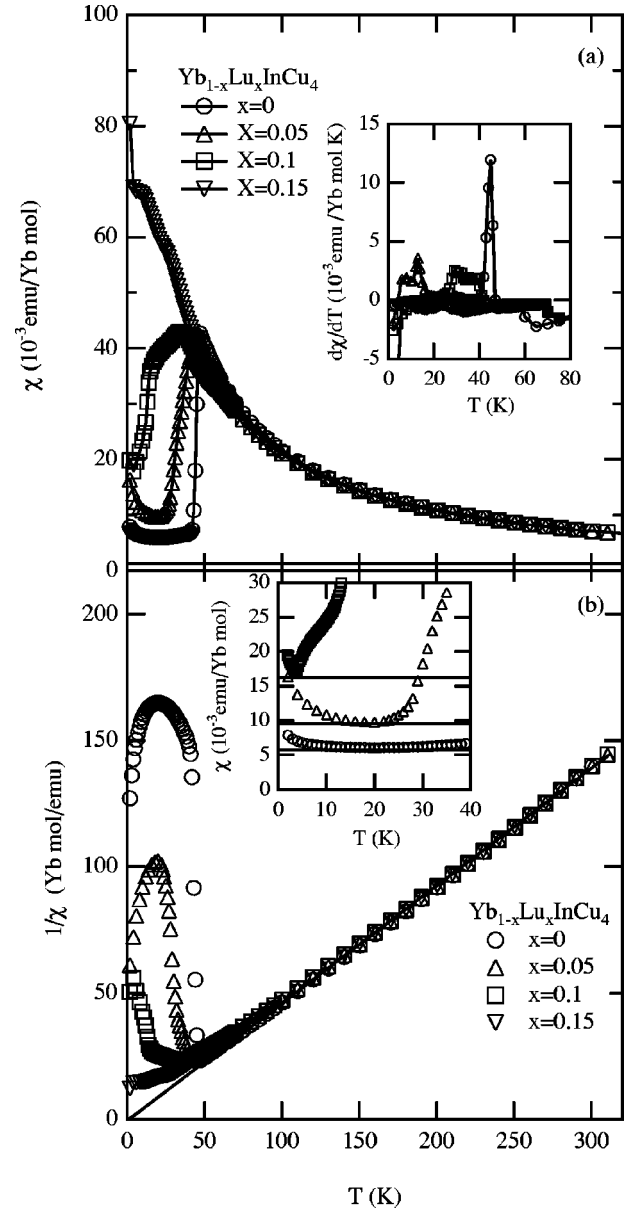 100
(a)
Yb1-xLuxInCu4
x=0
X=0.05
X=0.1
X=0.15
80
60
40
20
0
χ (10-3emu/Yb mol)
15
10
5
0
-5
dχ/dT (10-3emu /Yb mol K)
0 20 40 60 80
T (K)
(b)
200
150
100
50
0
1/χ (Yb mol/emu)
30
25
20
15
10
5
0
χ (10-3emu/Yb mol)
0 10 20 30 40
T (K)
Yb1-xLuxInCu4
x=0
x=0.05
x=0.1
x=0.15
0 50 100 150 200 250 300
T (K)